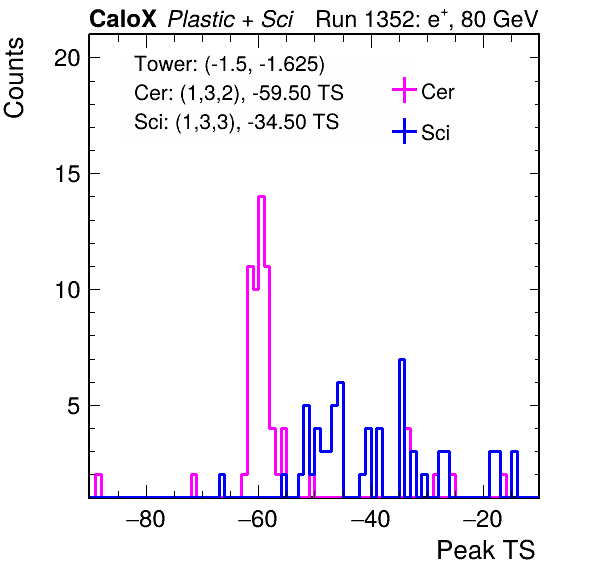 CaloX Plastic + Sci Run 1352: e+, 80 GeV
Counts
20
15
10
5
Tower: (-1.5, -1.625)
Cer: (1,3,2), -59.50 TS
Sci: (1,3,3), -34.50 TS
Cer
Sci
−80 −60 −40 −20
Peak TS